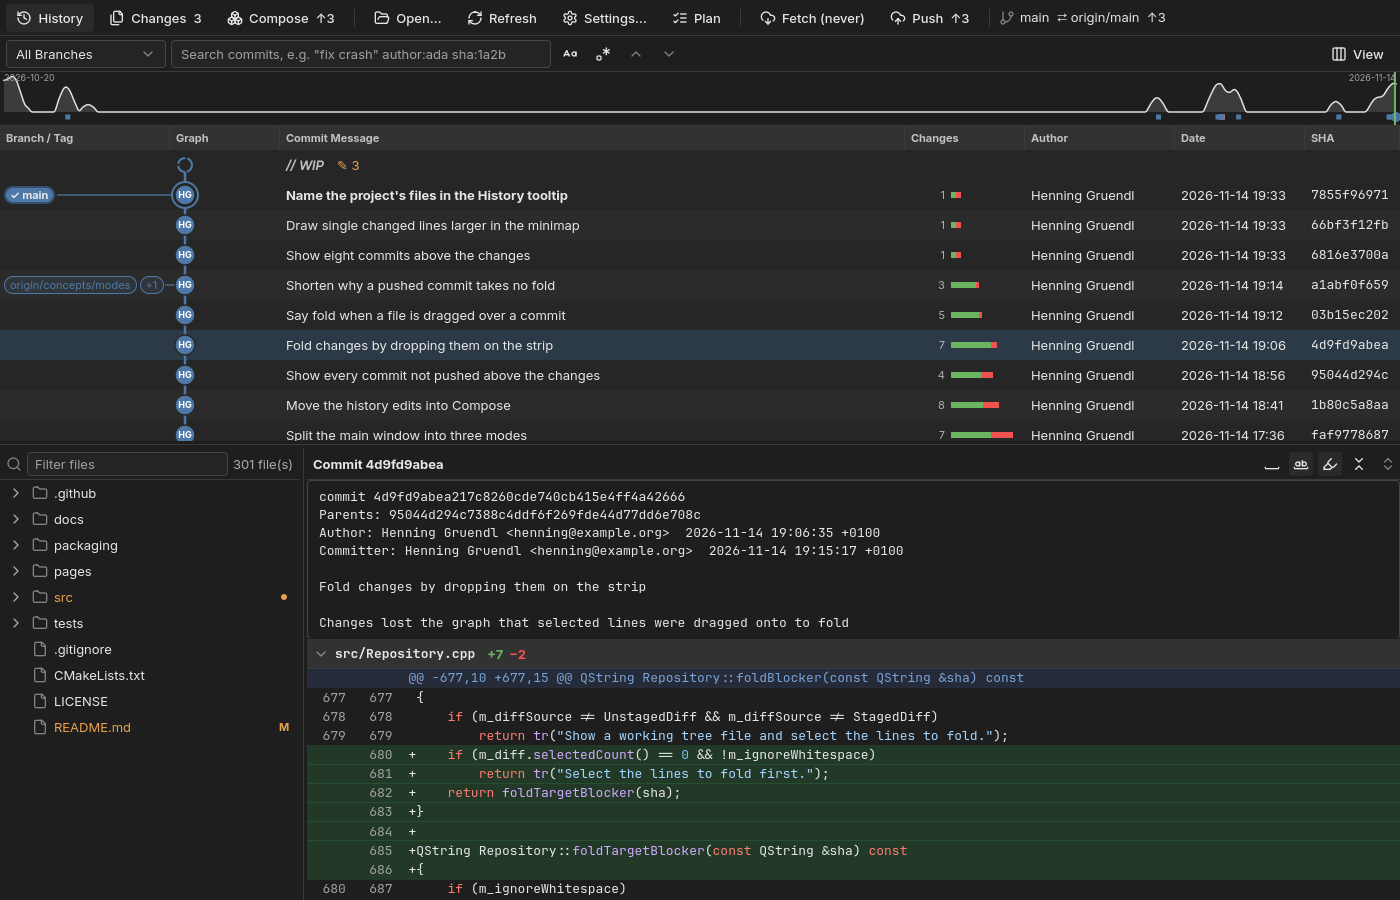 History Changes 3 Compose ↑3 Open... Refresh Settings... Plan Fetch (never) Push ↑3 main ⇄ origin/main ↑3
All Branches Search commits, e.g. "fix crash" author:ada sha:1a2b Aa .* View
2026-10-20 2026-11-14
Branch / Tag Graph Commit Message Changes Author Date SHA
// WIP ✎ 3
✓ main HG Name the project's files in the History tooltip 1 Henning Gruendl 2026-11-14 19:33 7855f96971
HG Draw single changed lines larger in the minimap 1 Henning Gruendl 2026-11-14 19:33 66bf3f12fb
HG Show eight commits above the changes 1 Henning Gruendl 2026-11-14 19:33 6816e3700a
origin/concepts/modes +1 HG Shorten why a pushed commit takes no fold 3 Henning Gruendl 2026-11-14 19:14 a1abf0f659
HG Say fold when a file is dragged over a commit 5 Henning Gruendl 2026-11-14 19:12 03b15ec202
HG Fold changes by dropping them on the strip 7 Henning Gruendl 2026-11-14 19:06 4d9fd9abea
HG Show every commit not pushed above the changes 4 Henning Gruendl 2026-11-14 18:56 95044d294c
HG Move the history edits into Compose 8 Henning Gruendl 2026-11-14 18:41 1b80c5a8aa
HG Split the main window into three modes 7 Henning Gruendl 2026-11-14 17:36 faf9778687
Filter files 301 file(s)
.github
docs
packaging
pages
src
tests
.gitignore
CMakeLists.txt
LICENSE
README.md M
Commit 4d9fd9abea ab
commit 4d9fd9abea217c8260cde740cb415e4ff4a42666
Parents: 95044d294c7388c4ddf6f269fde44d77dd6e708c
Author: Henning Gruendl <henning@example.org> 2026-11-14 19:06:35 +0100
Committer: Henning Gruendl <henning@example.org> 2026-11-14 19:15:17 +0100
Fold changes by dropping them on the strip
Changes lost the graph that selected lines were dragged onto to fold
src/Repository.cpp +7 −2
@@ -677,10 +677,15 @@ QString Repository::foldBlocker(const QString &sha) const
677 677 {
678 678 if (m_diffSource != UnstagedDiff && m_diffSource != StagedDiff)
679 679 return tr("Show a working tree file and select the lines to fold.");
680 + if (m_diff.selectedCount() == 0 && !m_ignoreWhitespace)
681 + return tr("Select the lines to fold first.");
682 + return foldTargetBlocker(sha);
683 +}
684 +
685 +QString Repository::foldTargetBlocker(const QString &sha) const
686 +{
680 687 if (m_ignoreWhitespace)